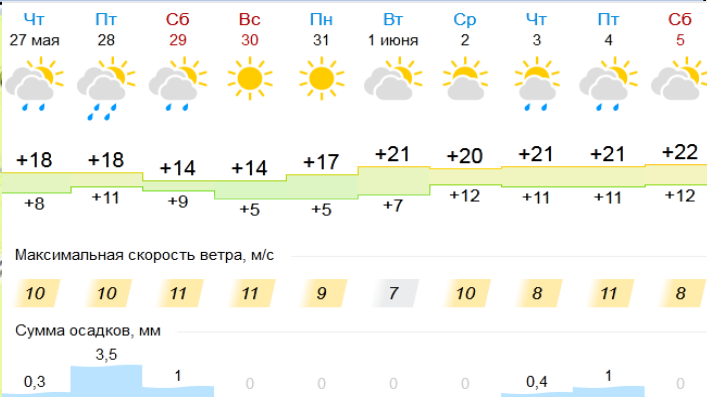 Чт Пт Сб Вс Пн Вт Ср Чт Пт Сб
27 мая 28 29 30 31 1 июня 2 3 4 5
+18 +18 +14 +14 +17 +21 +20 +21 +21 +22
+8 +11 +9 +5 +5 +7 +12 +11 +11 +12
Максимальная скорость ветра, м/с
10 10 11 11 9 7 10 8 11 8
Сумма осадков, мм
0,3 3,5 1 0 0 0 0 0,4 1 0